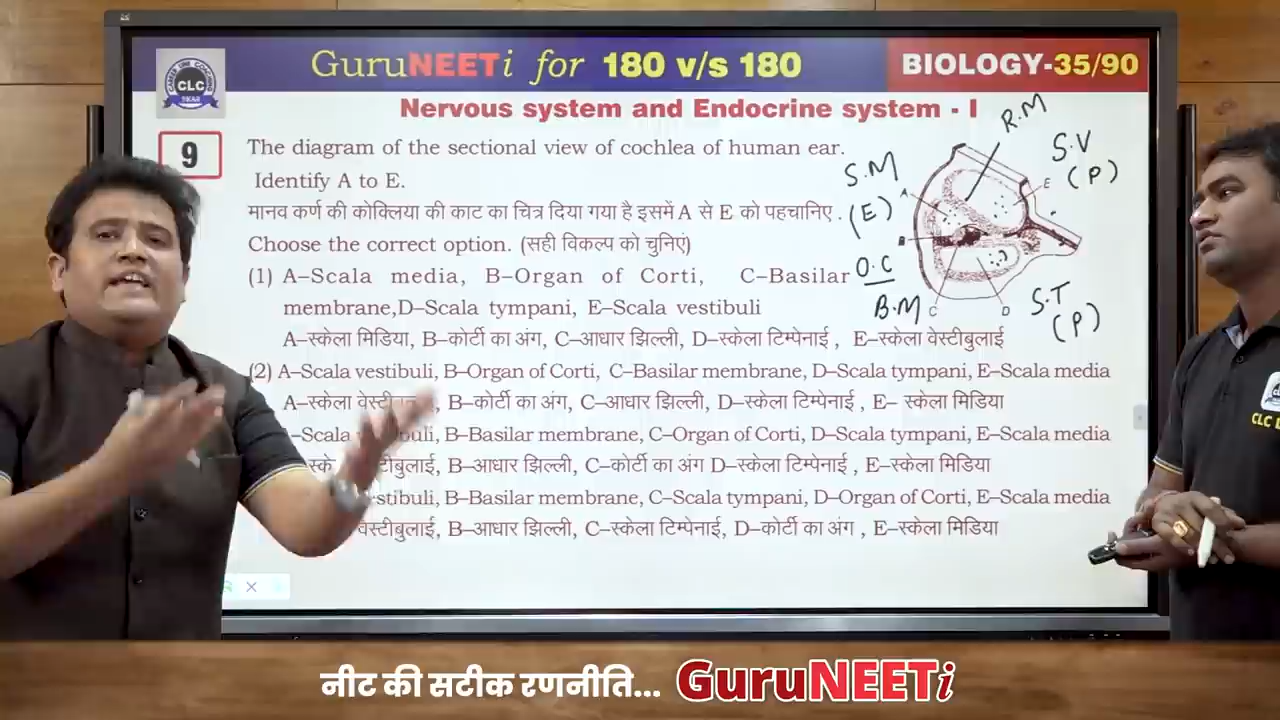 GuruNEETi for 180 v/s 180
BIOLOGY-35/90
CLC
SIKAR
Nervous system and Endocrine system - I
9
The diagram of the sectional view of cochlea of human ear.
Identify A to E.
मानव कर्ण की कोक्लिया की काट का चित्र दिया गया है इसमें A से E को पहचानिए .
Choose the correct option. (सही विकल्प को चुनिएं)
(1) A–Scala media, B–Organ of Corti, C–Basilar
membrane,D–Scala tympani, E–Scala vestibuli
A–स्केला मिडिया, B–कोर्टी का अंग, C–आधार झिल्ली, D–स्केला टिम्पेनाई , E–स्केला वेस्टीबुलाई
(2) A–Scala vestibuli, B–Organ of Corti, C–Basilar membrane, D–Scala tympani, E–Scala media
A–स्केला B–कोर्टी का अंग, C–आधार झिल्ली, D–स्केला टिम्पेनाई , E– स्केला मिडिया
–Scala B–Basilar membrane, C–Organ of Corti, D–Scala tympani, E–Scala media
B–आधार झिल्ली, C–कोर्टी का अंग D–स्केला टिम्पेनाई , E–स्केला मिडिया
B–Basilar membrane, C–Scala tympani, D–Organ of Corti, E–Scala media
B–आधार झिल्ली, C–स्केला टिम्पेनाई, D–कोर्टी का अंग , E–स्केला मिडिया
R.M
S.V
(P)
S.M
(E)
O.C
B.M
S.T
(P)
A
B
C
D
E
CLC
नीट की सटीक रणनीति... GuruNEETi